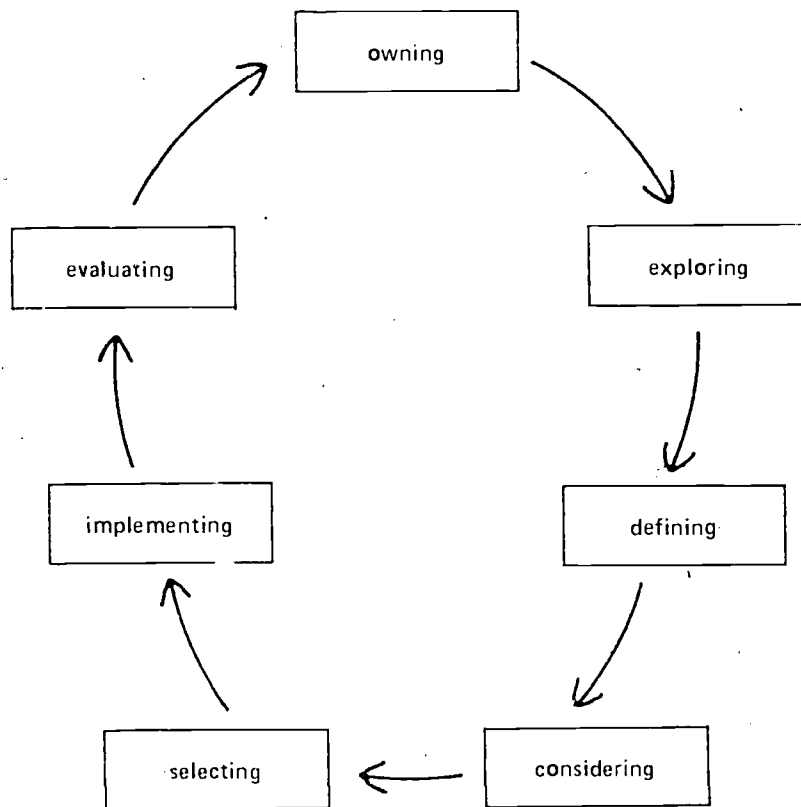 owning
exploring
defining
considering
selecting
implementing
evaluating